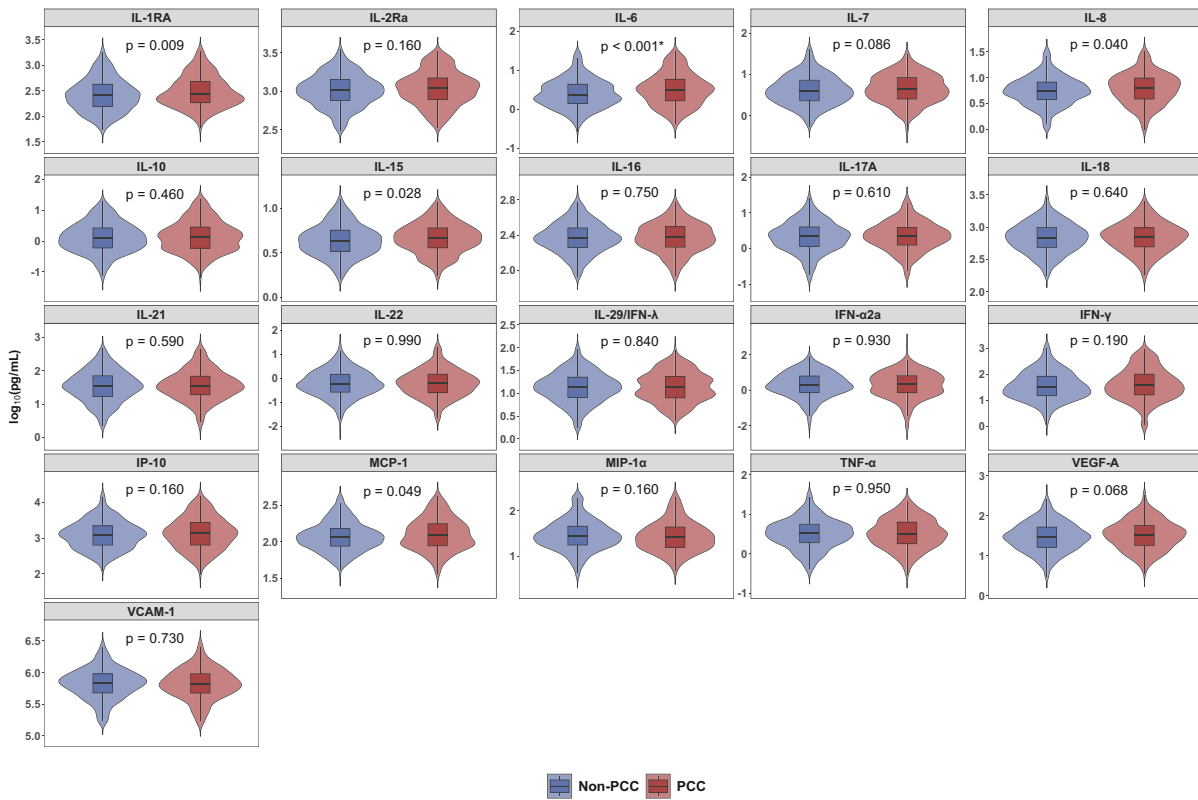 IL-1RA
IL-2Ra
IL-6
IL-7
IL-8
p = 0.009
p = 0.160
p < 0.001*
p = 0.086
p = 0.040
3.5
3.0
2.5
2.0
1.5
3.5
3.0
2.5
2
1
0
-1
2
1
0
1.5
1.0
0.5
0.0
IL-10
IL-15
IL-16
IL-17A
IL-18
p = 0.460
p = 0.028
p = 0.750
p = 0.610
p = 0.640
2
1
0
-1
1.0
0.5
0.0
2.8
2.4
2.0
2
1
0
-1
3.5
3.0
2.5
2.0
IL-21
IL-22
IL-29/IFN-λ
IFN-α2a
IFN-γ
p = 0.590
p = 0.990
p = 0.840
p = 0.930
p = 0.190
3
2
1
0
2
1
0
-1
-2
2.5
2.0
1.5
1.0
0.5
0.0
2
0
-2
3
2
1
0
log10(pg/mL)
IP-10
MCP-1
MIP-1α
TNF-α
VEGF-A
p = 0.160
p = 0.049
p = 0.160
p = 0.950
p = 0.068
4
3
2
2.5
2.0
1.5
2
1
2
1
0
-1
3
2
1
0
VCAM-1
p = 0.730
6.5
6.0
5.5
5.0
Non-PCC
PCC